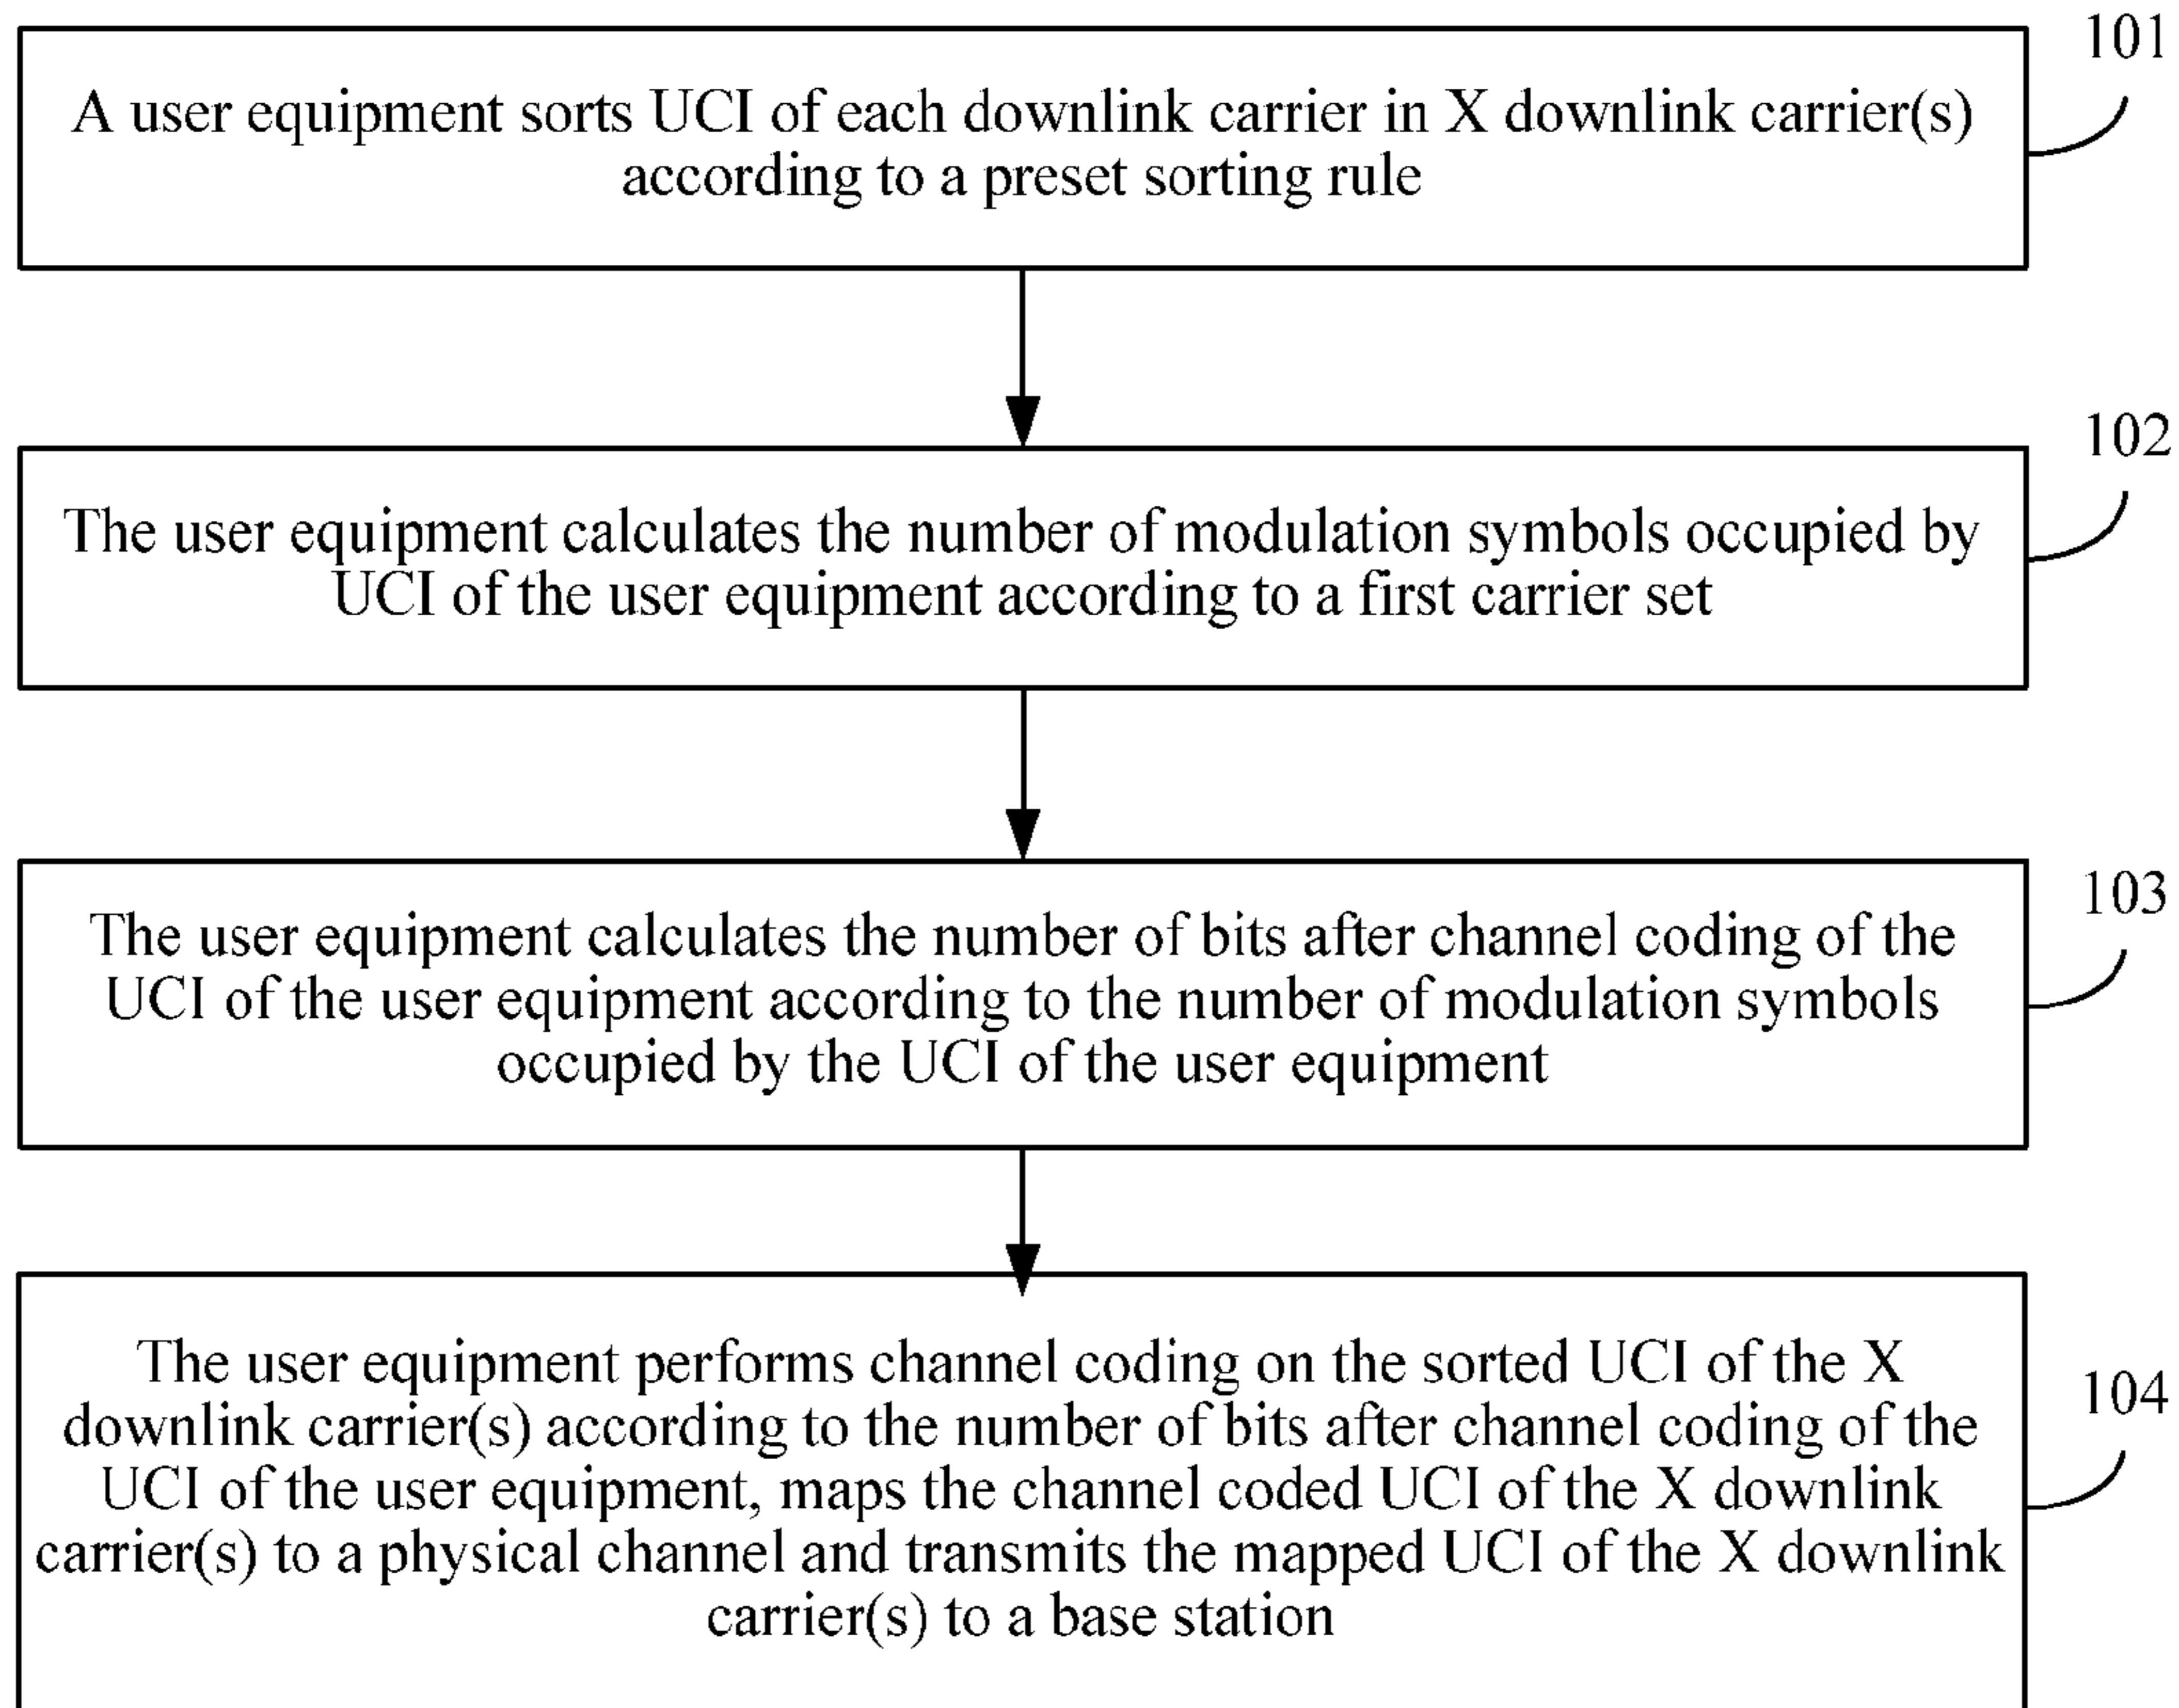 101
A user equipment sorts UCI of each downlink carrier in X downlink carrier(s)
according to a preset sorting rule
102
The user equipment calculates the number of modulation symbols occupied by
UCI of the user equipment according to a first carrier set
103
The user equipment calculates the number of bits after channel coding of the
UCI of the user equipment according to the number of modulation symbols
occupied by the UCI of the user equipment
104
The user equipment performs channel coding on the sorted UCI of the X
downlink carrier(s) according to the number of bits after channel coding of the
UCI of the user equipment, maps the channel coded UCI of the X downlink
carrier(s) to a physical channel and transmits the mapped UCI of the X downlink
carrier(s) to a base station